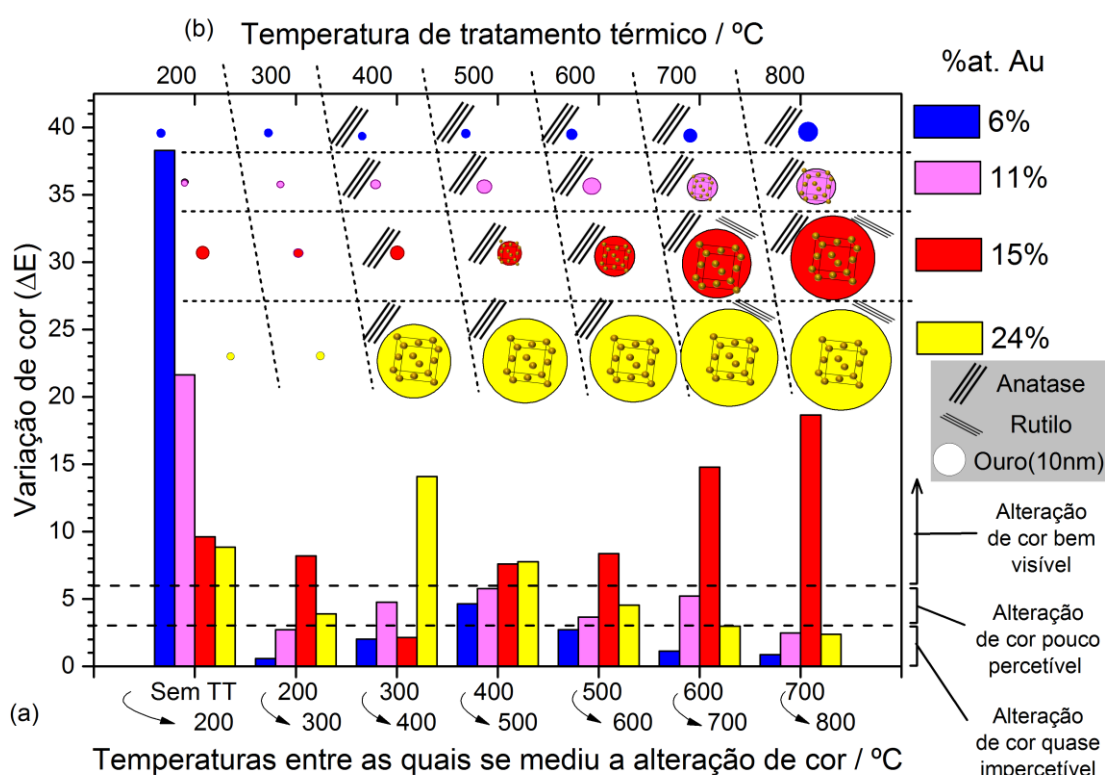 (b) Temperatura de tratamento térmico / ºC
200 300 400 500 600 700 800
%at. Au
6%
11%
15%
24%
Anatase
Rutilo
Ouro(10nm)
Alteração
de cor bem
visível
Alteração
de cor pouco
percetível
Alteração
de cor quase
impercetível
Variação de cor (ΔE)
40
35
30
25
20
15
10
5
0
Sem TT 200 300 400 500 600 700
(a) 200 300 400 500 600 700 800
Temperaturas entre as quais se mediu a alteração de cor / ºC